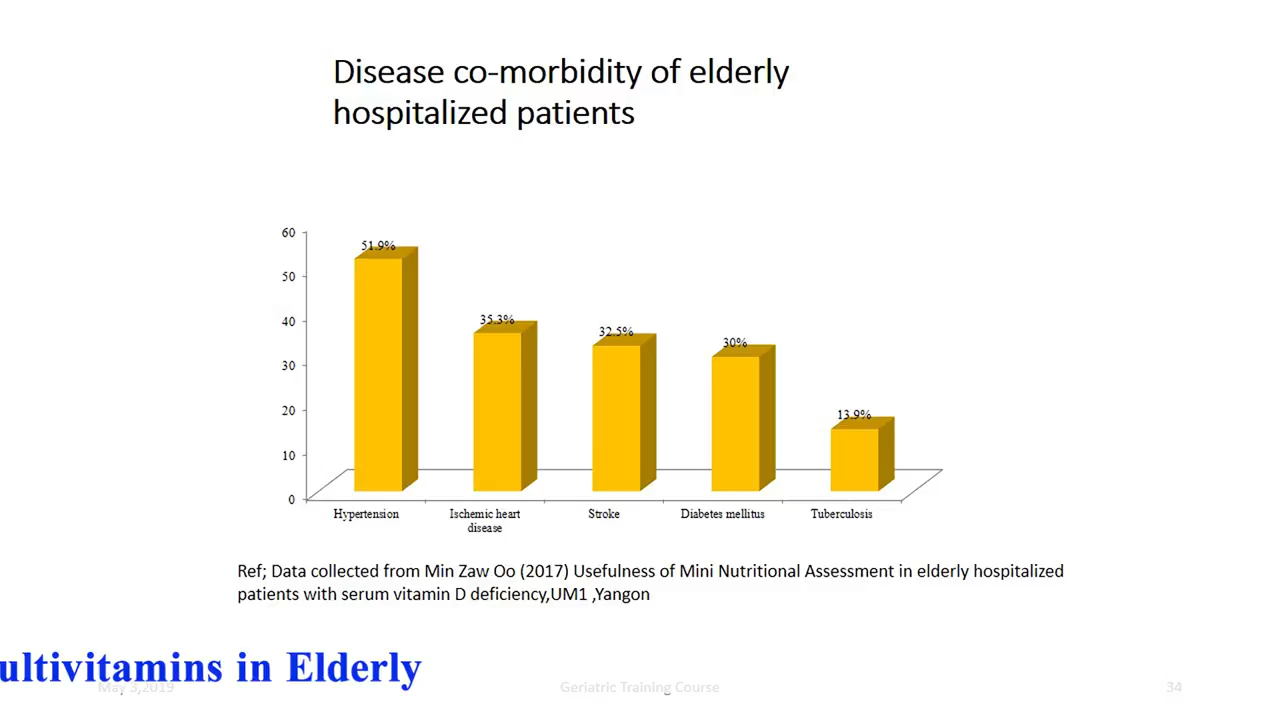 Disease co-morbidity of elderly
hospitalized patients
60
50
40
30
20
10
0
51.9%
35.3%
32.5%
30%
13.9%
Hypertension
Ischemic heart
disease
Stroke
Diabetes mellitus
Tuberculosis
Ref; Data collected from Min Zaw Oo (2017) Usefulness of Mini Nutritional Assessment in elderly hospitalized
patients with serum vitamin D deficiency,UM1 ,Yangon
ultivitamins in Elderly
May 3,2019
Geriatric Training Course
34